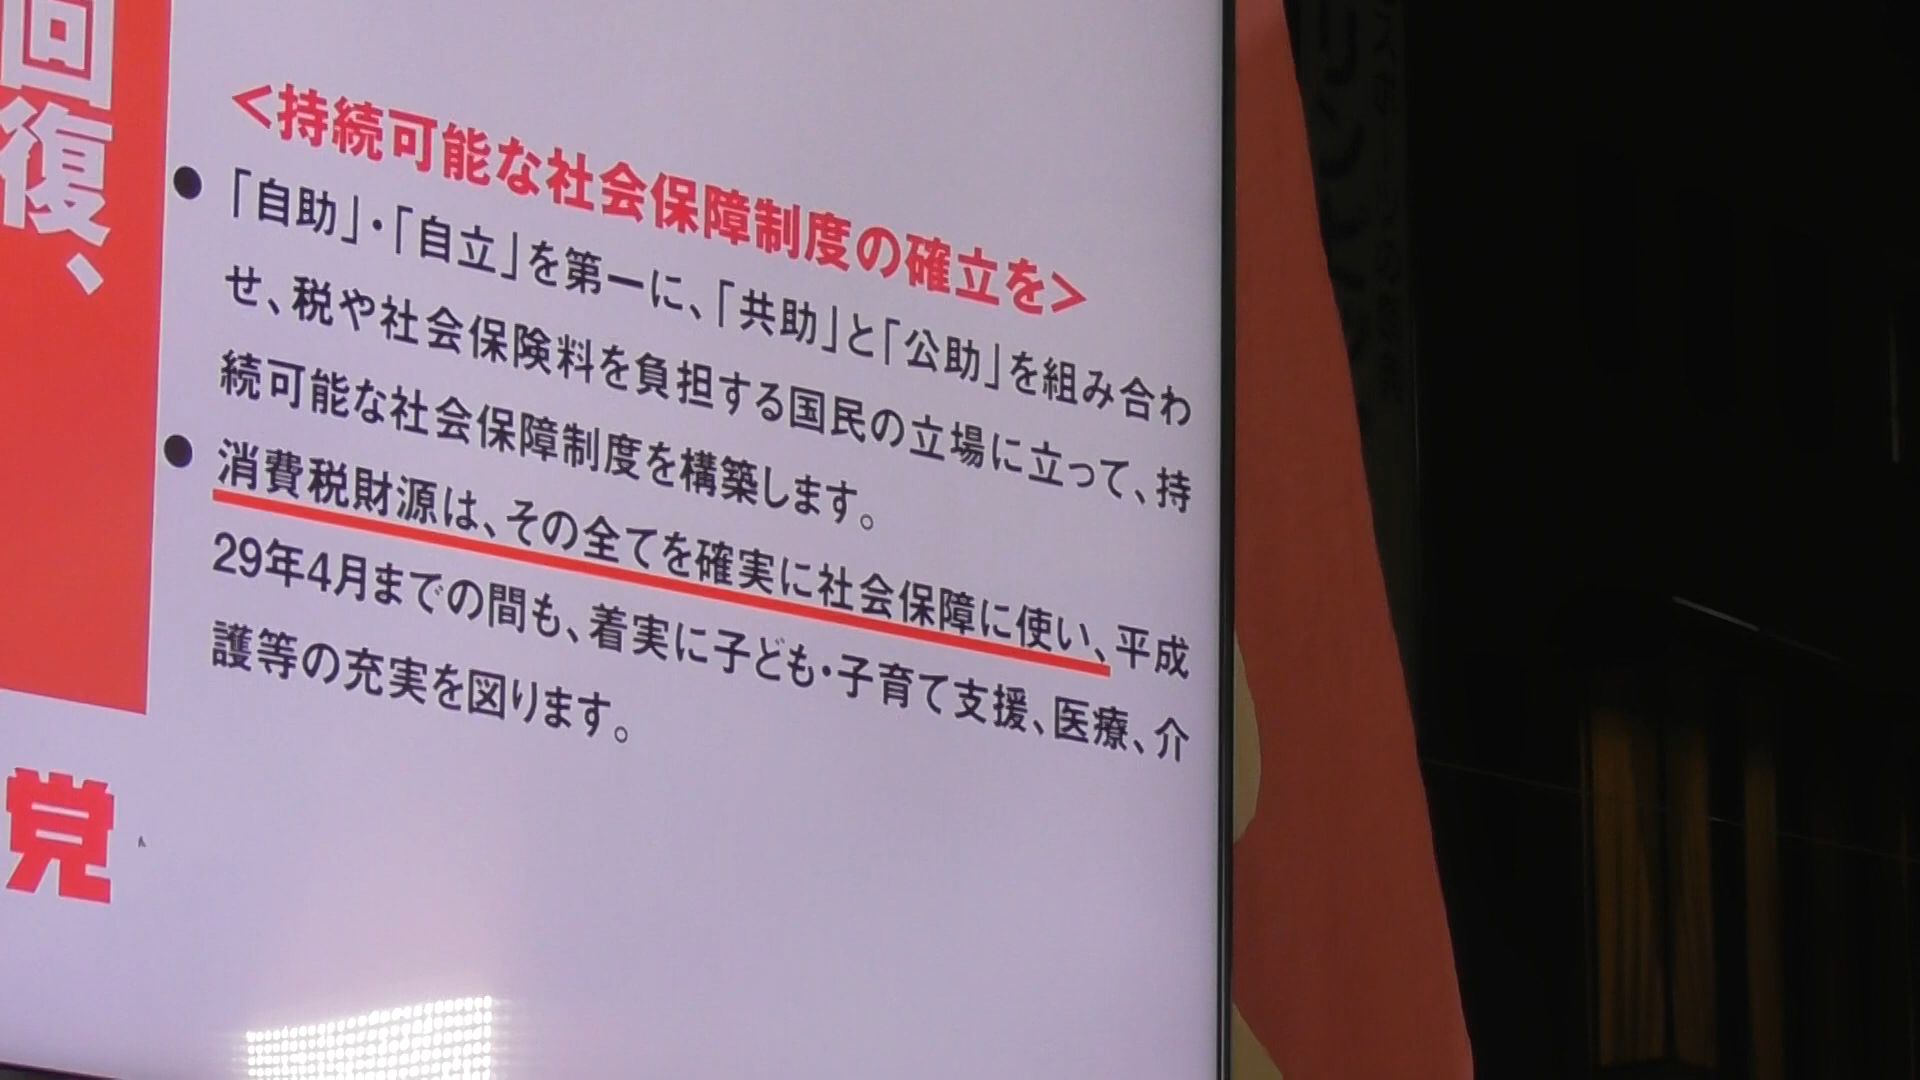 回復、
党
<持続可能な社会保障制度の確立を>
●「自助」・「自立」を第一に、「共助」と「公助」を組み合わ
せ、税や社会保険料を負担する国民の立場に立って、持
続可能な社会保障制度を構築します。
●消費税財源は、その全てを確実に社会保障に使い、平成
29年4月までの間も、着実に子ども・子育て支援、医療、介
護等の充実を図ります。